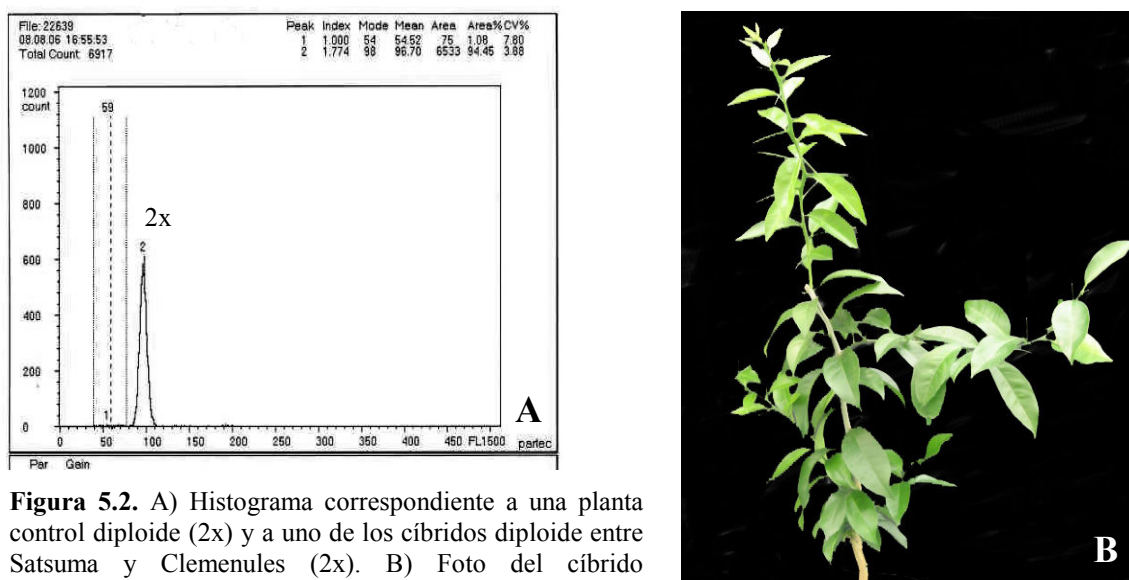 File: 22639
08.08.06 16:55:53
Total Count: 6917
Peak Index Mode Mean Area Area% CV%
1 1.000 54 54.52 75 1.08 7.80
2 1.774 98 96.70 6533 94.45 3.88
1200
count
1000
800
600
400
200
0
59
2x
2
1
A
0 50 100 150 200 250 300 350 400 450 FL1 500
partec
Par Gain
B
Figura 5.2. A) Histograma correspondiente a una planta
control diploide (2x) y a uno de los cíbridos diploide entre
Satsuma y Clemenules (2x). B) Foto del cíbrido